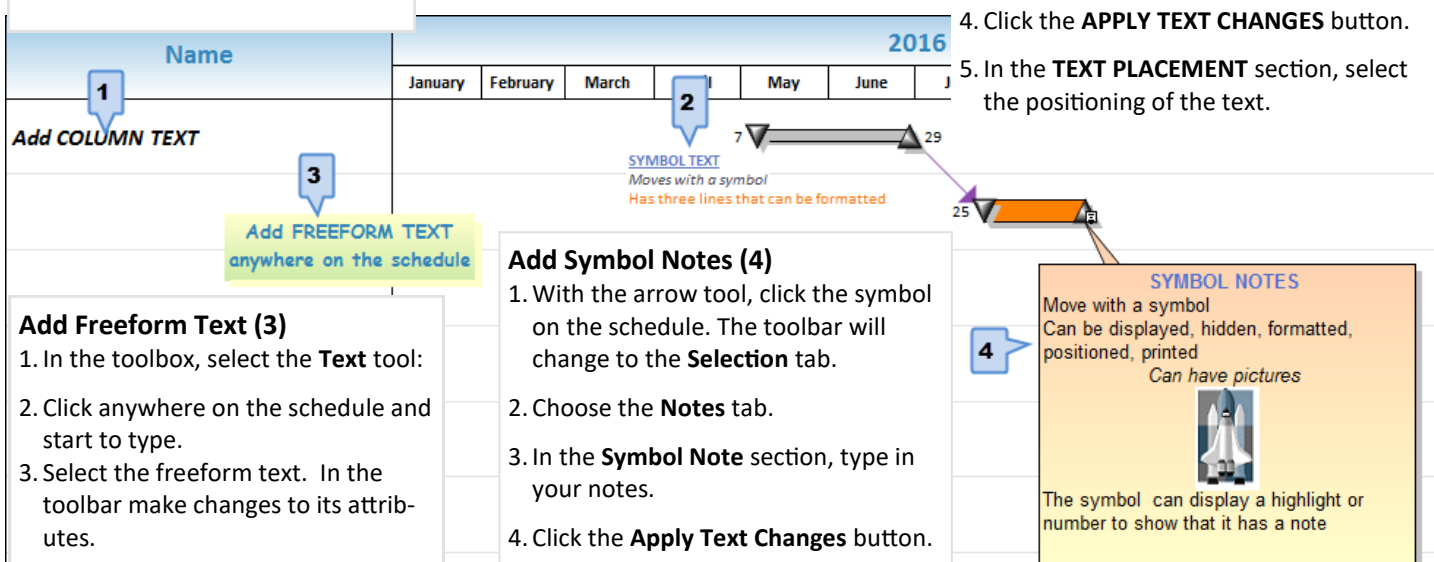 4. Click the APPLY TEXT CHANGES button.
5. In the TEXT PLACEMENT section, select
the positioning of the text.
Name
2016
January February March May June J
1
2
Add COLUMN TEXT
7
29
SYMBOL TEXT
Moves with a symbol
Has three lines that can be formatted
3
Add FREEFORM TEXT
anywhere on the schedule
25
Add Freeform Text (3)
1. In the toolbox, select the Text tool:
2. Click anywhere on the schedule and
start to type.
3. Select the freeform text. In the
toolbar make changes to its attrib-
utes.
Add Symbol Notes (4)
1. With the arrow tool, click the symbol
on the schedule. The toolbar will
change to the Selection tab.
2. Choose the Notes tab.
3. In the Symbol Note section, type in
your notes.
4. Click the Apply Text Changes button.
4
SYMBOL NOTES
Move with a symbol
Can be displayed, hidden, formatted,
positioned, printed
Can have pictures
The symbol can display a highlight or
number to show that it has a note